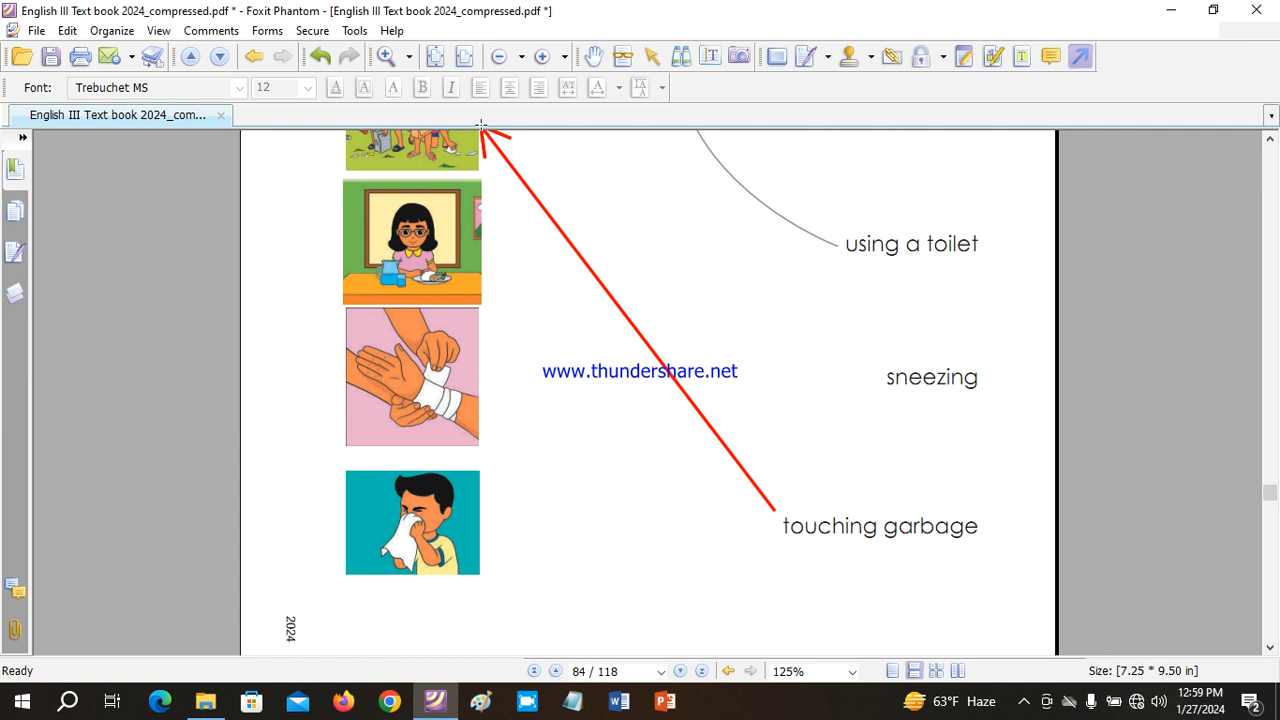 English III Text book 2024_compressed.pdf * - Foxit Phantom - [English III Text book 2024_compressed.pdf *]
File Edit Organize View Comments Forms Secure Tools Help
Font: Trebuchet MS 12
English III Text book 2024_com...
using a toilet
www.thundershare.net
sneezing
touching garbage
2024
Ready
84 / 118
125%
Size: [7.25 * 9.50 in]
63°F Haze
12:59 PM
1/27/2024
2